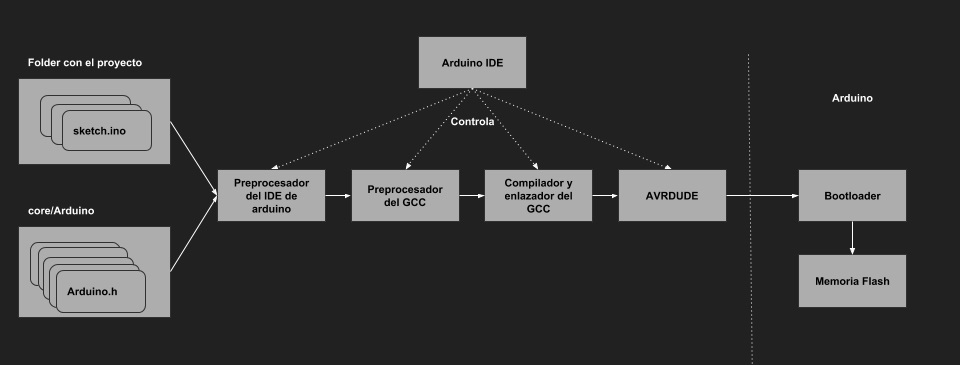 Arduino IDE
Folder con el proyecto
Arduino
Controla
sketch.ino
Preprocesador
del IDE de
arduino
Preprocesador
del GCC
Compilador y
enlazador del
GCC
AVRDUDE
Bootloader
core/Arduino
Arduino.h
Memoria Flash